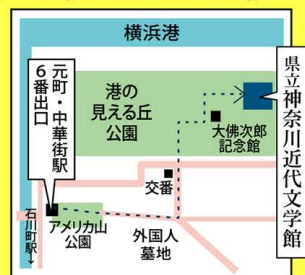 横浜港
元町・中華街駅
6番出口
港の
見える丘
公園
大佛次郎
記念館
県立神奈川近代文学館
交番
アメリカ山
公園
外国人
墓地
石川町駅→